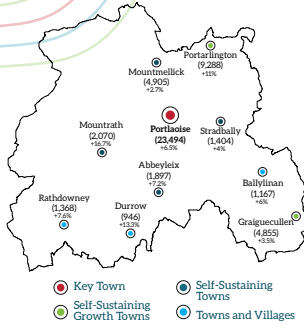 Portarlington
(9,288)
+11%
Mountmellick
(4,905)
+2.7%
Portlaoise
(23,494)
+6.5%
Mountrath
(2,070)
+16.7%
Stradbally
(1,404)
+4%
Abbeyleix
(1,897)
+7.2%
Ballylinan
(1,167)
+6%
Rathdowney
(1,368)
+7.6%
Durrow
(946)
+13.3%
Graiguecullen
(4,855)
+3.5%
Key Town
Self-Sustaining
Towns
Self-Sustaining
Growth Towns
Towns and Villages